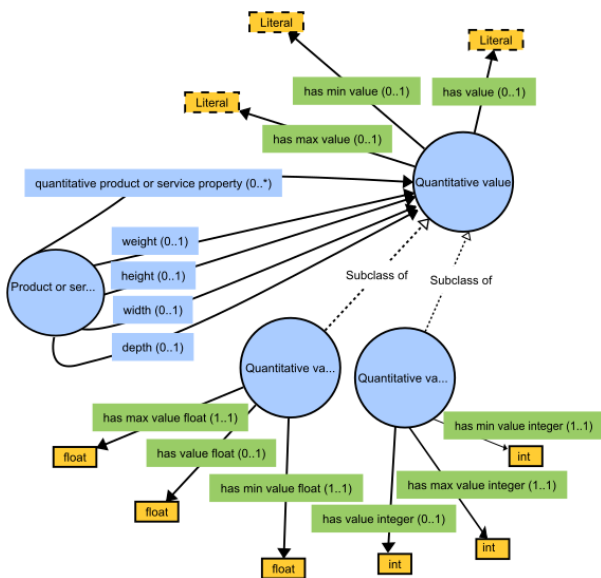 Literal
Literal
has min value (0..1)
has value (0..1)
Literal
has max value (0..1)
quantitative product or service property (0..*)
Quantitative value
weight (0..1)
height (0..1)
Subclass of
Subclass of
Product or ser...
width (0..1)
depth (0..1)
Quantitative va...
Quantitative va...
has max value float (1..1)
has min value integer (1..1)
has value float (0..1)
float
int
has min value float (1..1)
has max value integer (1..1)
float
has value integer (0..1)
int
float
int